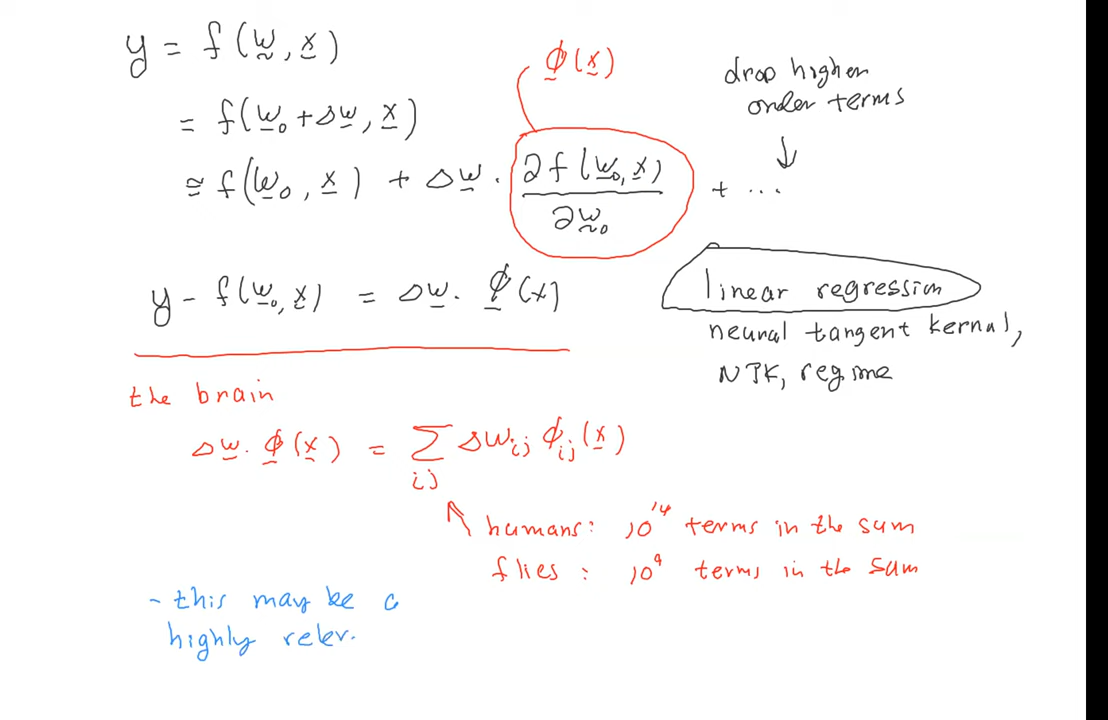 y = f(w, x)
ϕ(x)
drop higher
order terms
= f(w₀ + Δw, x)
≅ f(w₀, x) + Δw · ∂f(w₀, x) / ∂w₀ + ...
y - f(w₀, x) = Δw · ϕ(x)
linear regression
neural tangent kernal,
NTK, regime
the brain
Δw · ϕ(x) = Σ Δwᵢⱼ ϕᵢⱼ(x)
ij
humans: 10¹⁴ terms in the sum
flies: 10⁹ terms in the sum
- this may be a
highly relev.